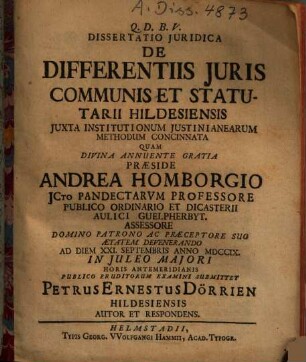 A. Diss. 4873
Q. D. B. V.
DISSERTATIO JURIDICA
DE
DIFFERENTIIS JURIS
COMMUNIS ET STATU-
TARII HILDESIENSIS
JUXTA INSTITUTIONUM JUSTINIANEARUM
METHODUM CONCINNATA
QUAM
DIVINA ANNUENTE GRATIA
PRÆSIDE
ANDREA HOMBORGIO
JCTO PANDECTARVM PROFESSORE
PUBLICO ORDINARIO ET DICASTERII
AULICI GUELPHERBYT.
ASSESSORE
DOMINO PATRONO AC PRÆCEPTORE SUO
ÆTATEM DEVENERANDO
AD DIEM XXI. SEPTEMBRIS ANNO MDCCIX.
IN JULEO MAJORI
HORIS ANTEMERIDIANIS
PUBLICO ERUDITORUM EXAMINI SUBMITTET
PETRUS ERNESTUS DÖRRIEN
HILDESIENSIS
AUTOR ET RESPONDENS.
HELMSTADII,
TYPIS GEORG. WOLFGANGI HAMMII, ACAD. TYPOGR.